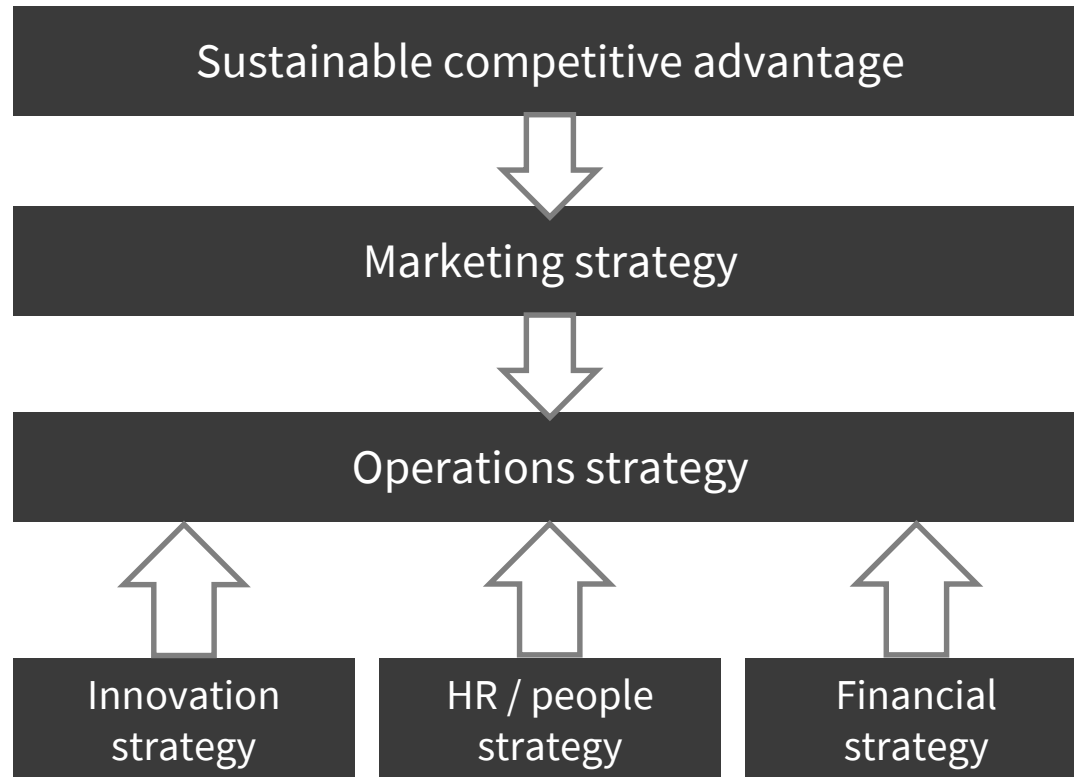 Sustainable competitive advantage
Marketing strategy
Operations strategy
Innovation
strategy
HR / people
strategy
Financial
strategy